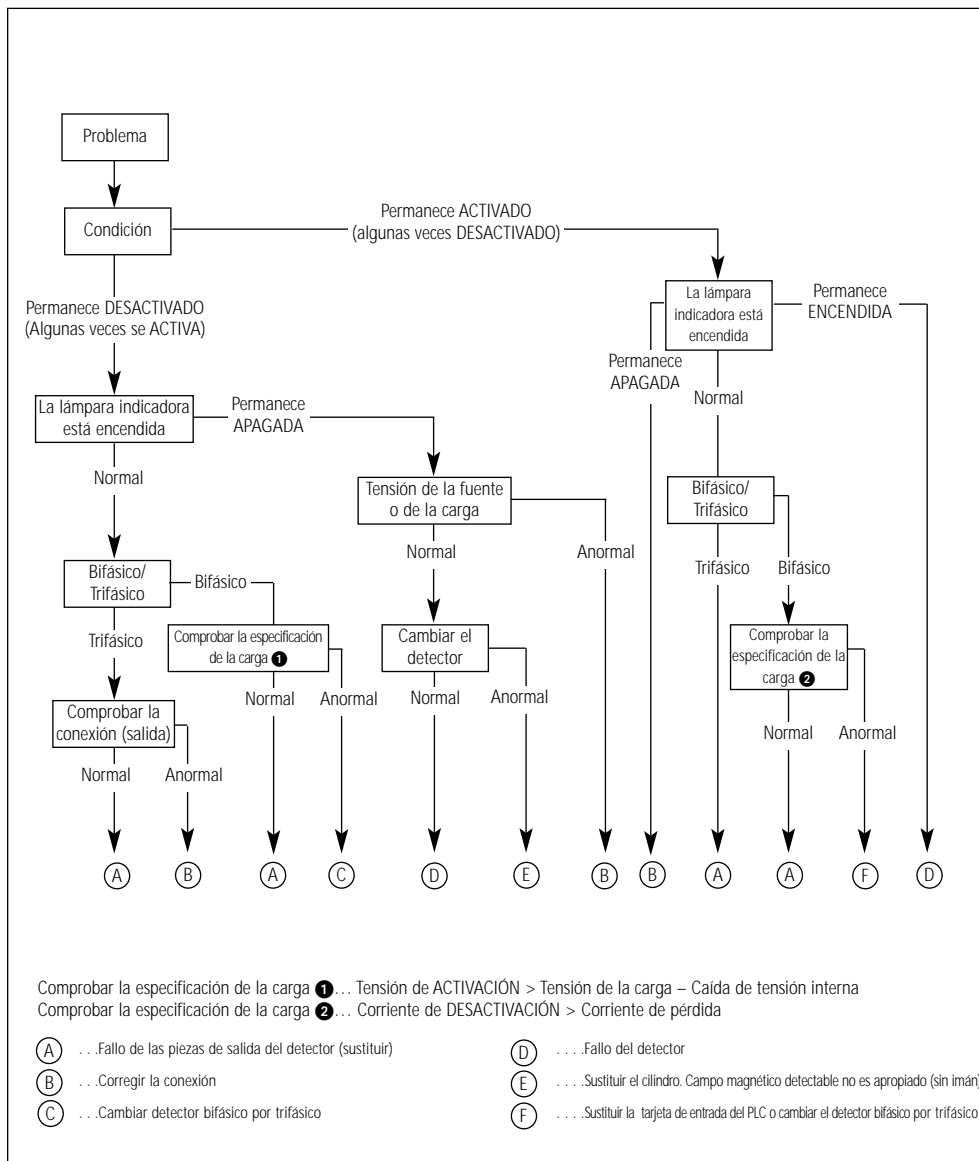 Problema
Condición
Permanece ACTIVADO
(algunas veces DESACTIVADO)
Permanece DESACTIVADO
(Algunas veces se ACTIVA)
La lámpara
indicadora está
encendida
Permanece
ENCENDIDA
Permanece
APAGADA
Normal
La lámpara indicadora
está encendida
Permanece
APAGADA
Normal
Tensión de la fuente
o de la carga
Normal
Anormal
Bifásico/
Trifásico
Trifásico
Bifásico
Bifásico/
Trifásico
Bifásico
Trifásico
Comprobar la especificación
de la carga ❶
Normal
Anormal
Cambiar el
detector
Normal
Anormal
Comprobar la
especificación de la
carga ❷
Normal
Anormal
Comprobar la
conexión (salida)
Normal
Anormal
A B A C D E B B A A F D
Comprobar la especificación de la carga ❶... Tensión de ACTIVACIÓN > Tensión de la carga – Caída de tensión interna
Comprobar la especificación de la carga ❷... Corriente de DESACTIVACIÓN > Corriente de pérdida
A . . .Fallo de las piezas de salida del detector (sustituir)
B . . .Corregir la conexión
C . . .Cambiar detector bifásico por trifásico
D . . . .Fallo del detector
E . . . .Sustituir el cilindro. Campo magnético detectable no es apropiado (sin imán)
F . . . .Sustituir la tarjeta de entrada del PLC o cambiar el detector bifásico por trifásico